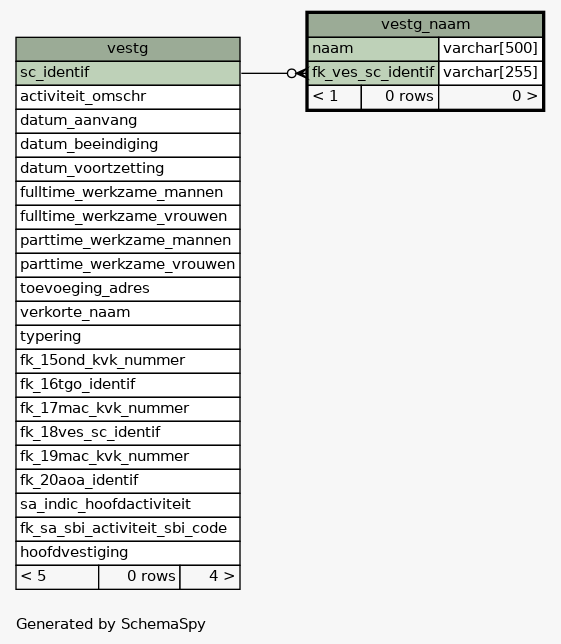 vestg
sc_identif
activiteit_omschr
datum_aanvang
datum_beeindiging
datum_voortzetting
fulltime_werkzame_mannen
fulltime_werkzame_vrouwen
parttime_werkzame_mannen
parttime_werkzame_vrouwen
toevoeging_adres
verkorte_naam
typering
fk_15ond_kvk_nummer
fk_16tgo_identif
fk_17mac_kvk_nummer
fk_18ves_sc_identif
fk_19mac_kvk_nummer
fk_20aoa_identif
sa_indic_hoofdactiviteit
fk_sa_sbi_activiteit_sbi_code
hoofdvestiging
< 5 0 rows 4 >
vestg_naam
naam varchar[500]
fk_ves_sc_identif varchar[255]
< 1 0 rows 0 >
Generated by SchemaSpy